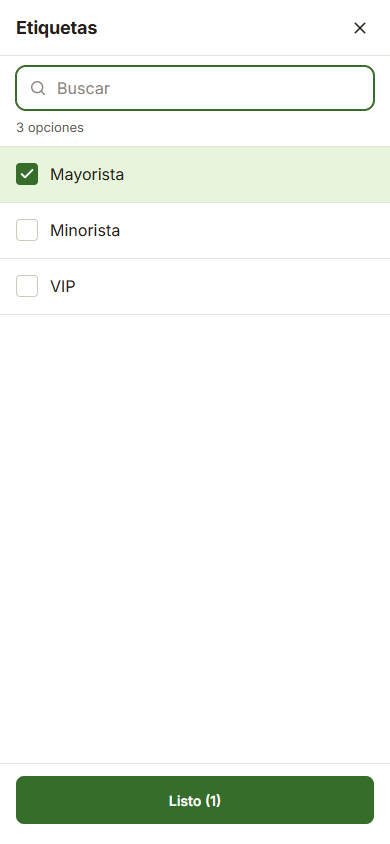 Etiquetas
Buscar
3 opciones
Mayorista
Minorista
VIP
Listo (1)